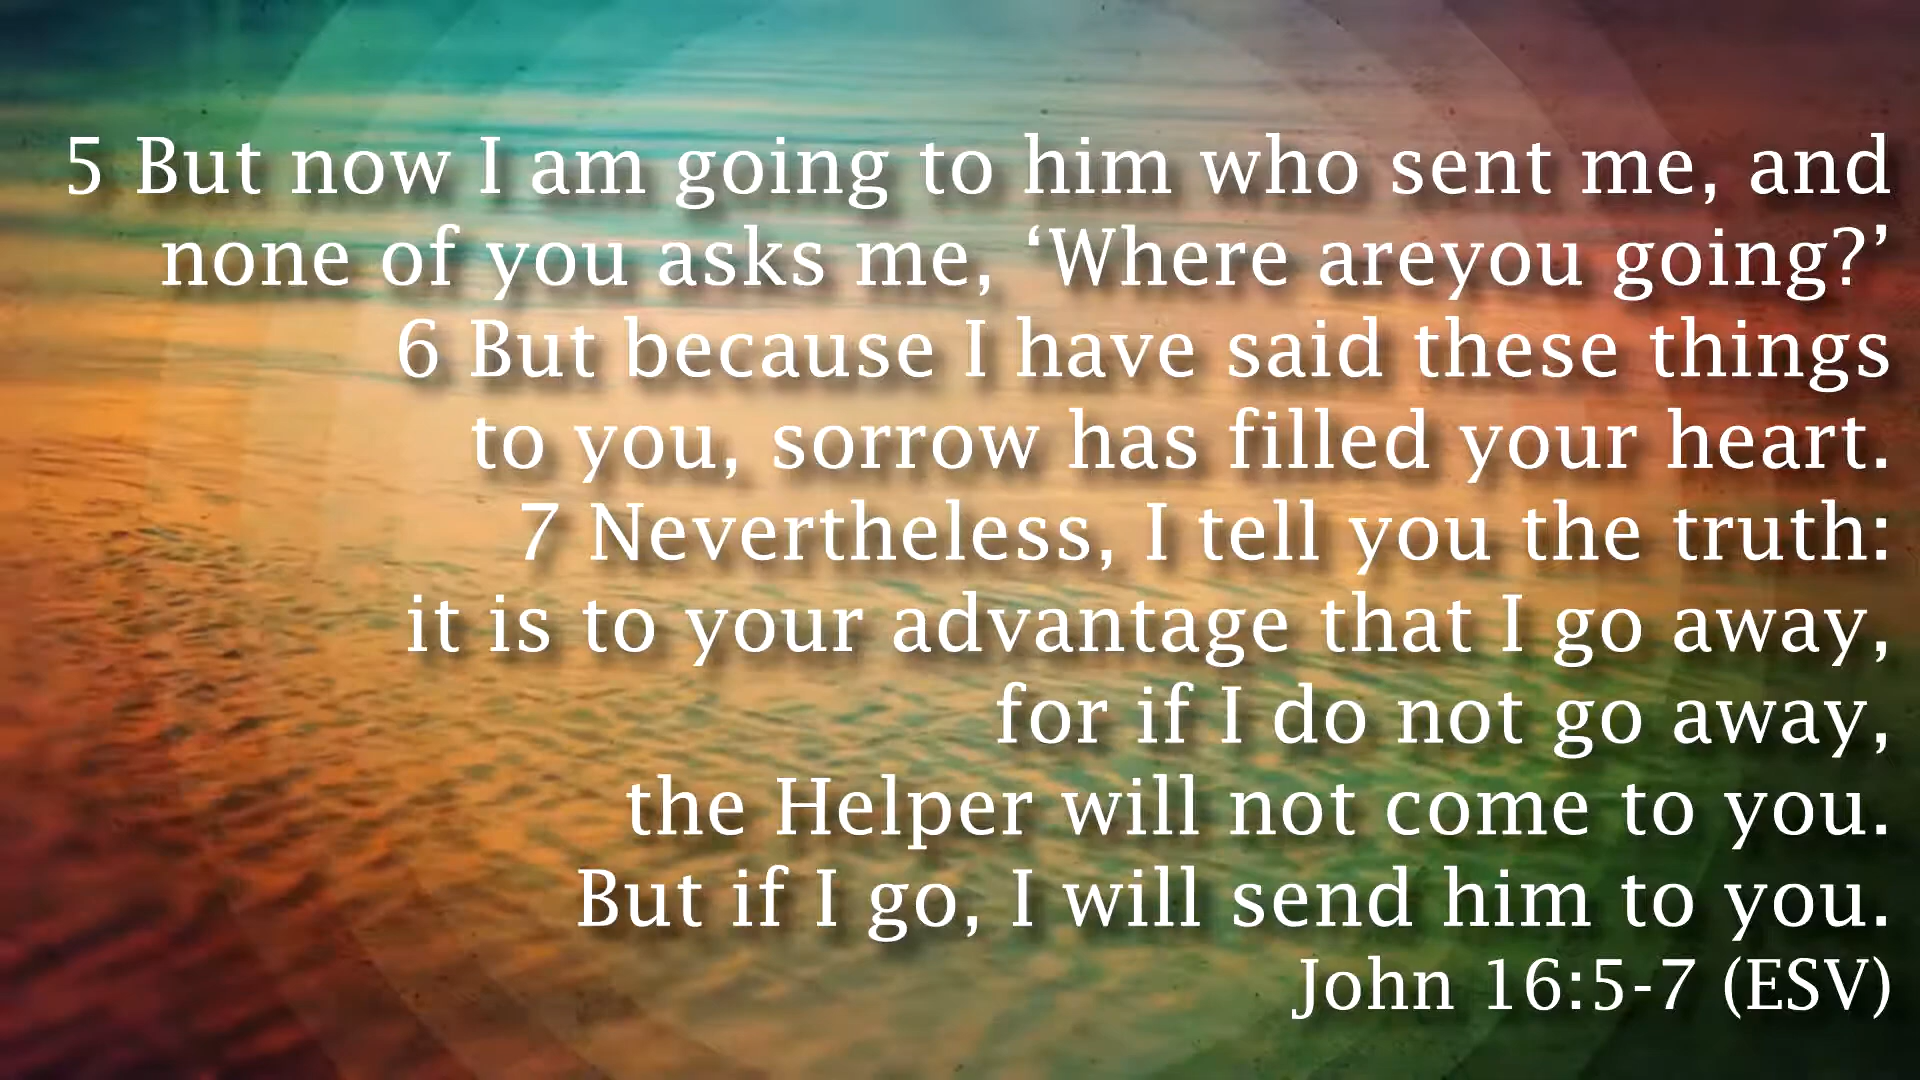 5 But now I am going to him who sent me, and
none of you asks me, ‘Where areyou going?’
6 But because I have said these things
to you, sorrow has filled your heart.
7 Nevertheless, I tell you the truth:
it is to your advantage that I go away,
for if I do not go away,
the Helper will not come to you.
But if I go, I will send him to you.
John 16:5-7 (ESV)